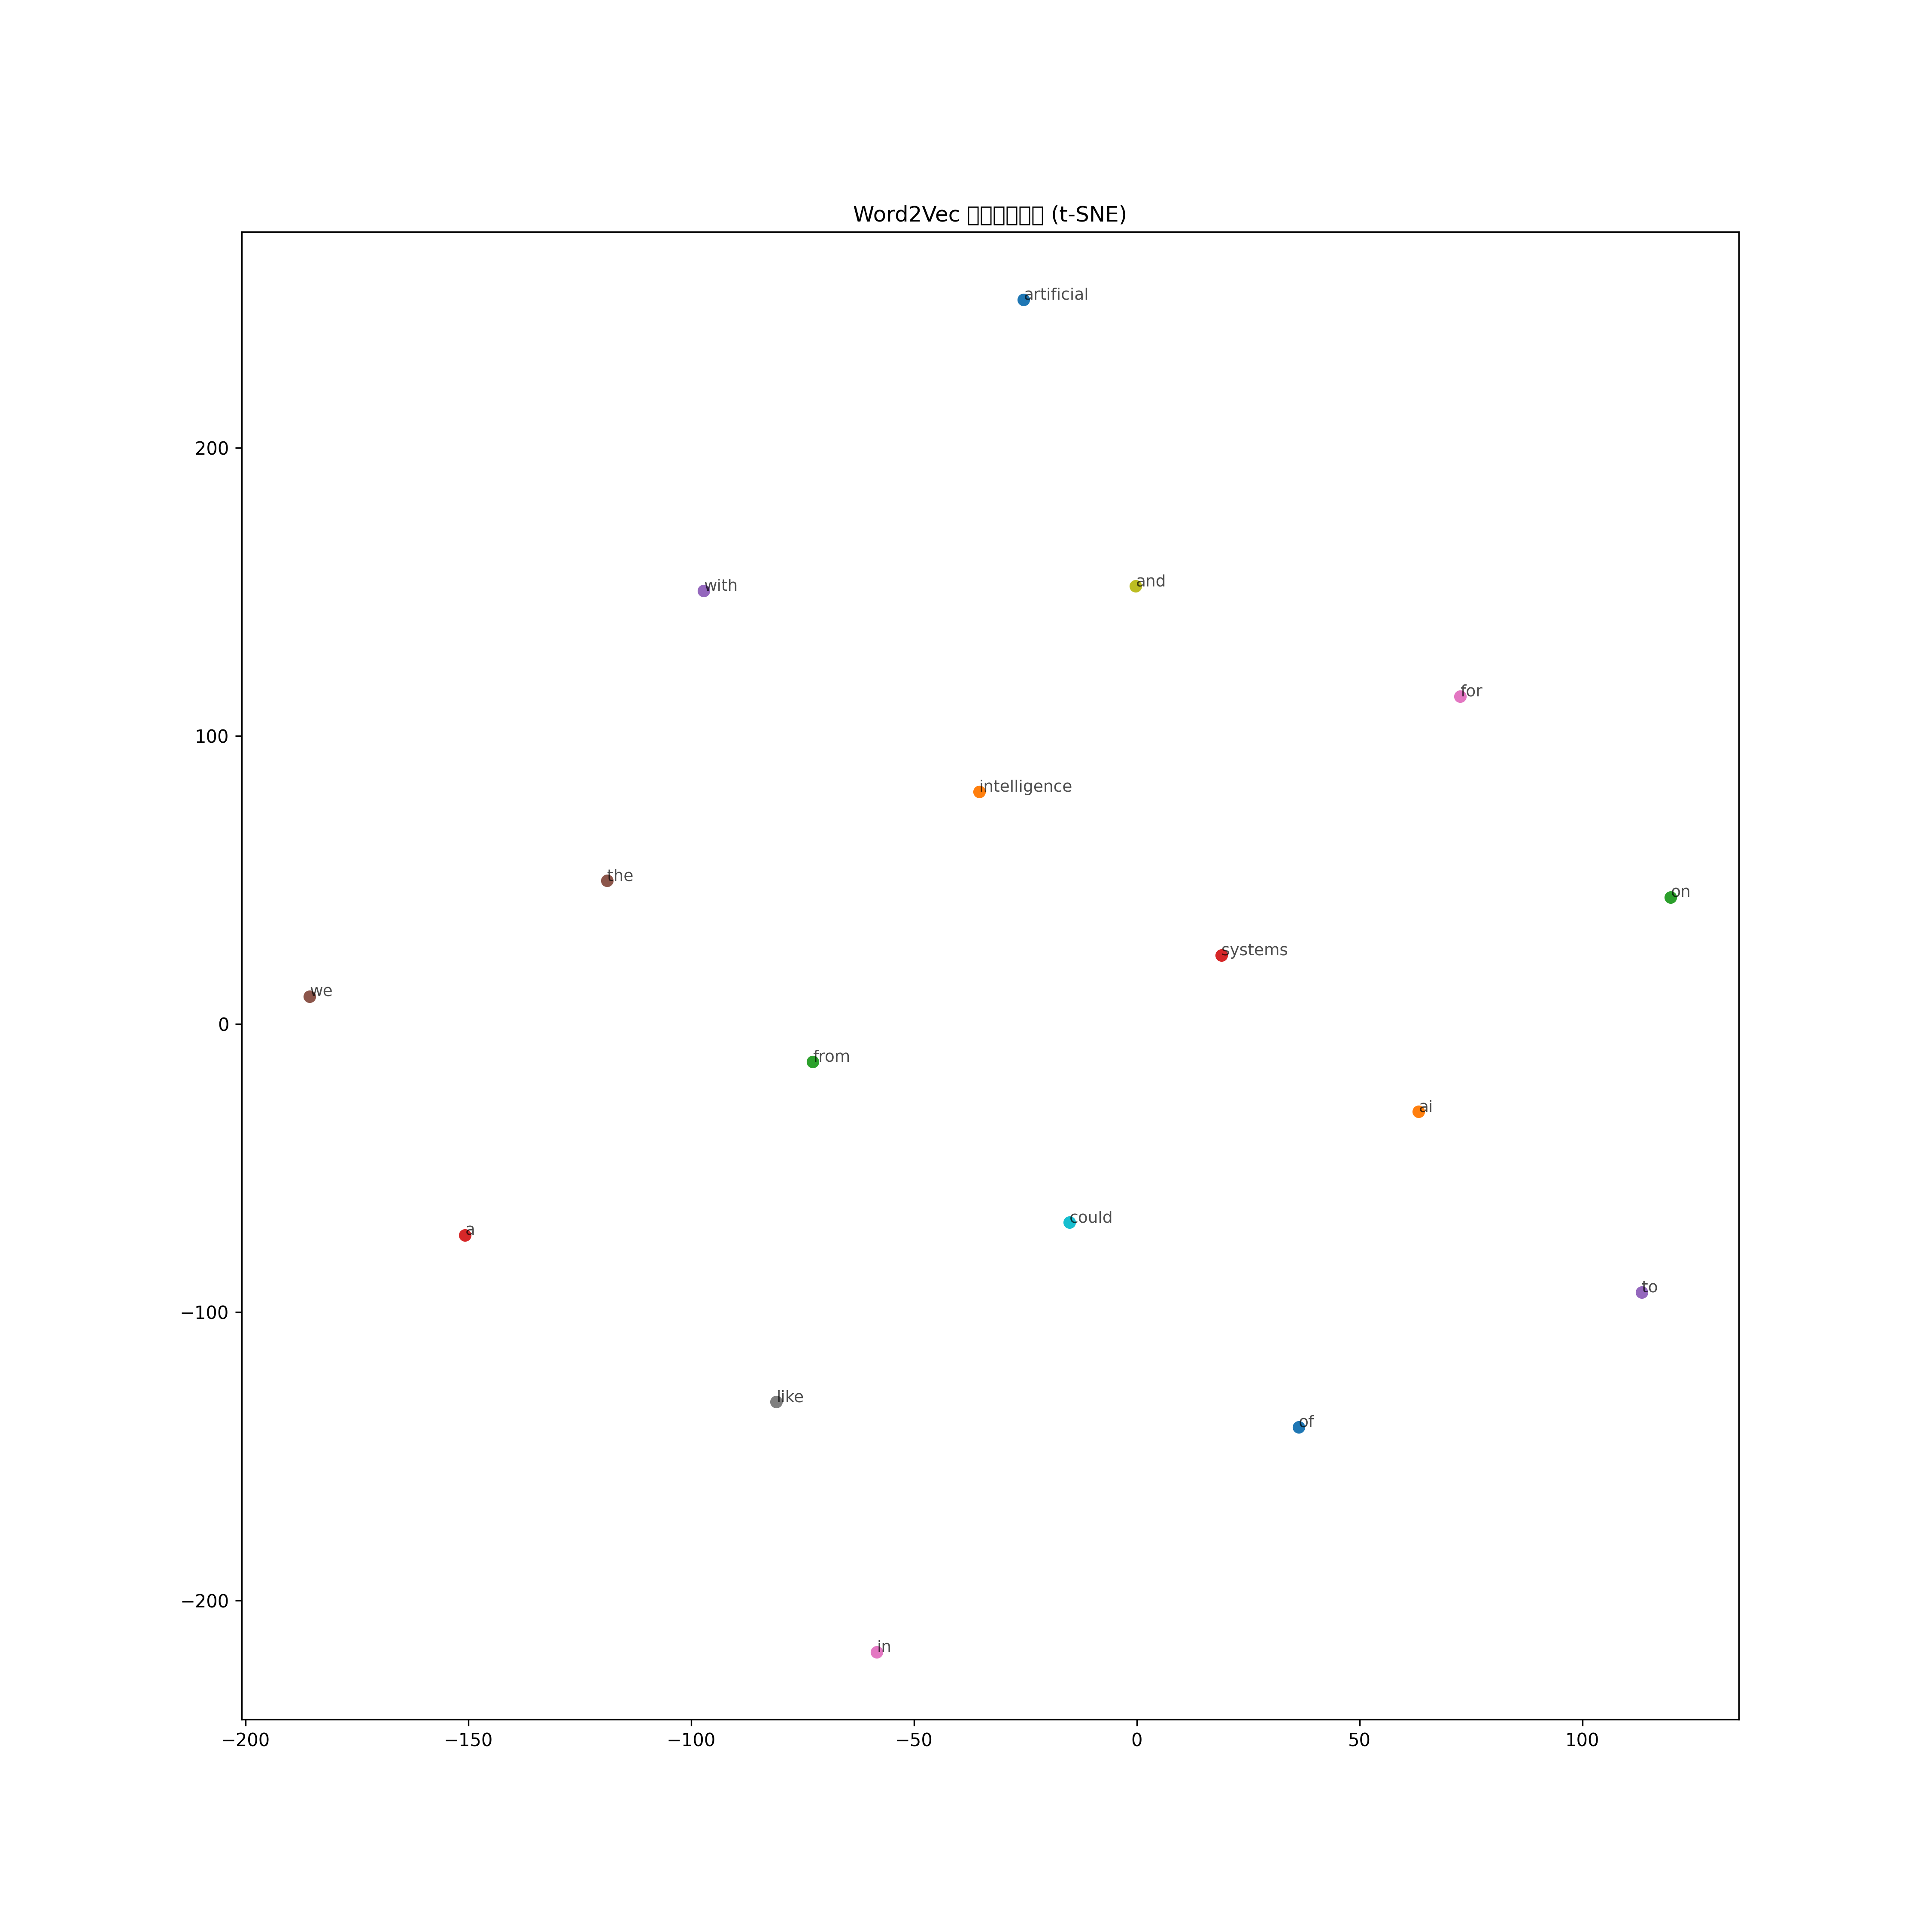 Word2Vec □□□□□□ (t-SNE)
artificial
200
with
and
for
100
intelligence
the
on
systems
we
0
from
ai
could
a
−100
to
like
of
−200
in
−200 −150 −100 −50 0 50 100